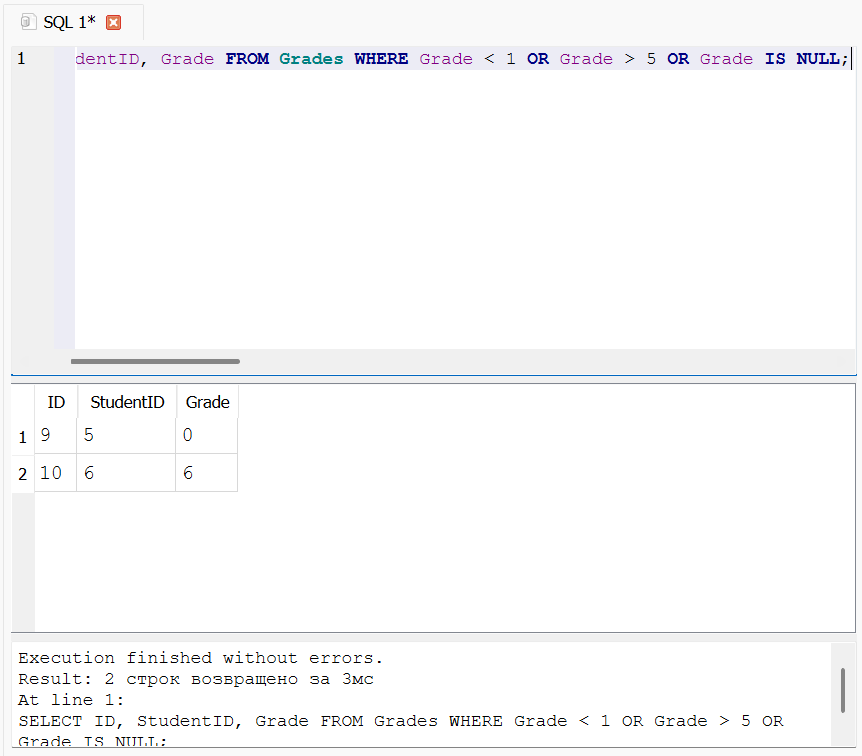 SQL 1*
1 dentID, Grade FROM Grades WHERE Grade < 1 OR Grade > 5 OR Grade IS NULL;
ID StudentID Grade
1 9 5 0
2 10 6 6
Execution finished without errors.
Result: 2 строк возвращено за 3мс
At line 1:
SELECT ID, StudentID, Grade FROM Grades WHERE Grade < 1 OR Grade > 5 OR
Grade IS NULL;